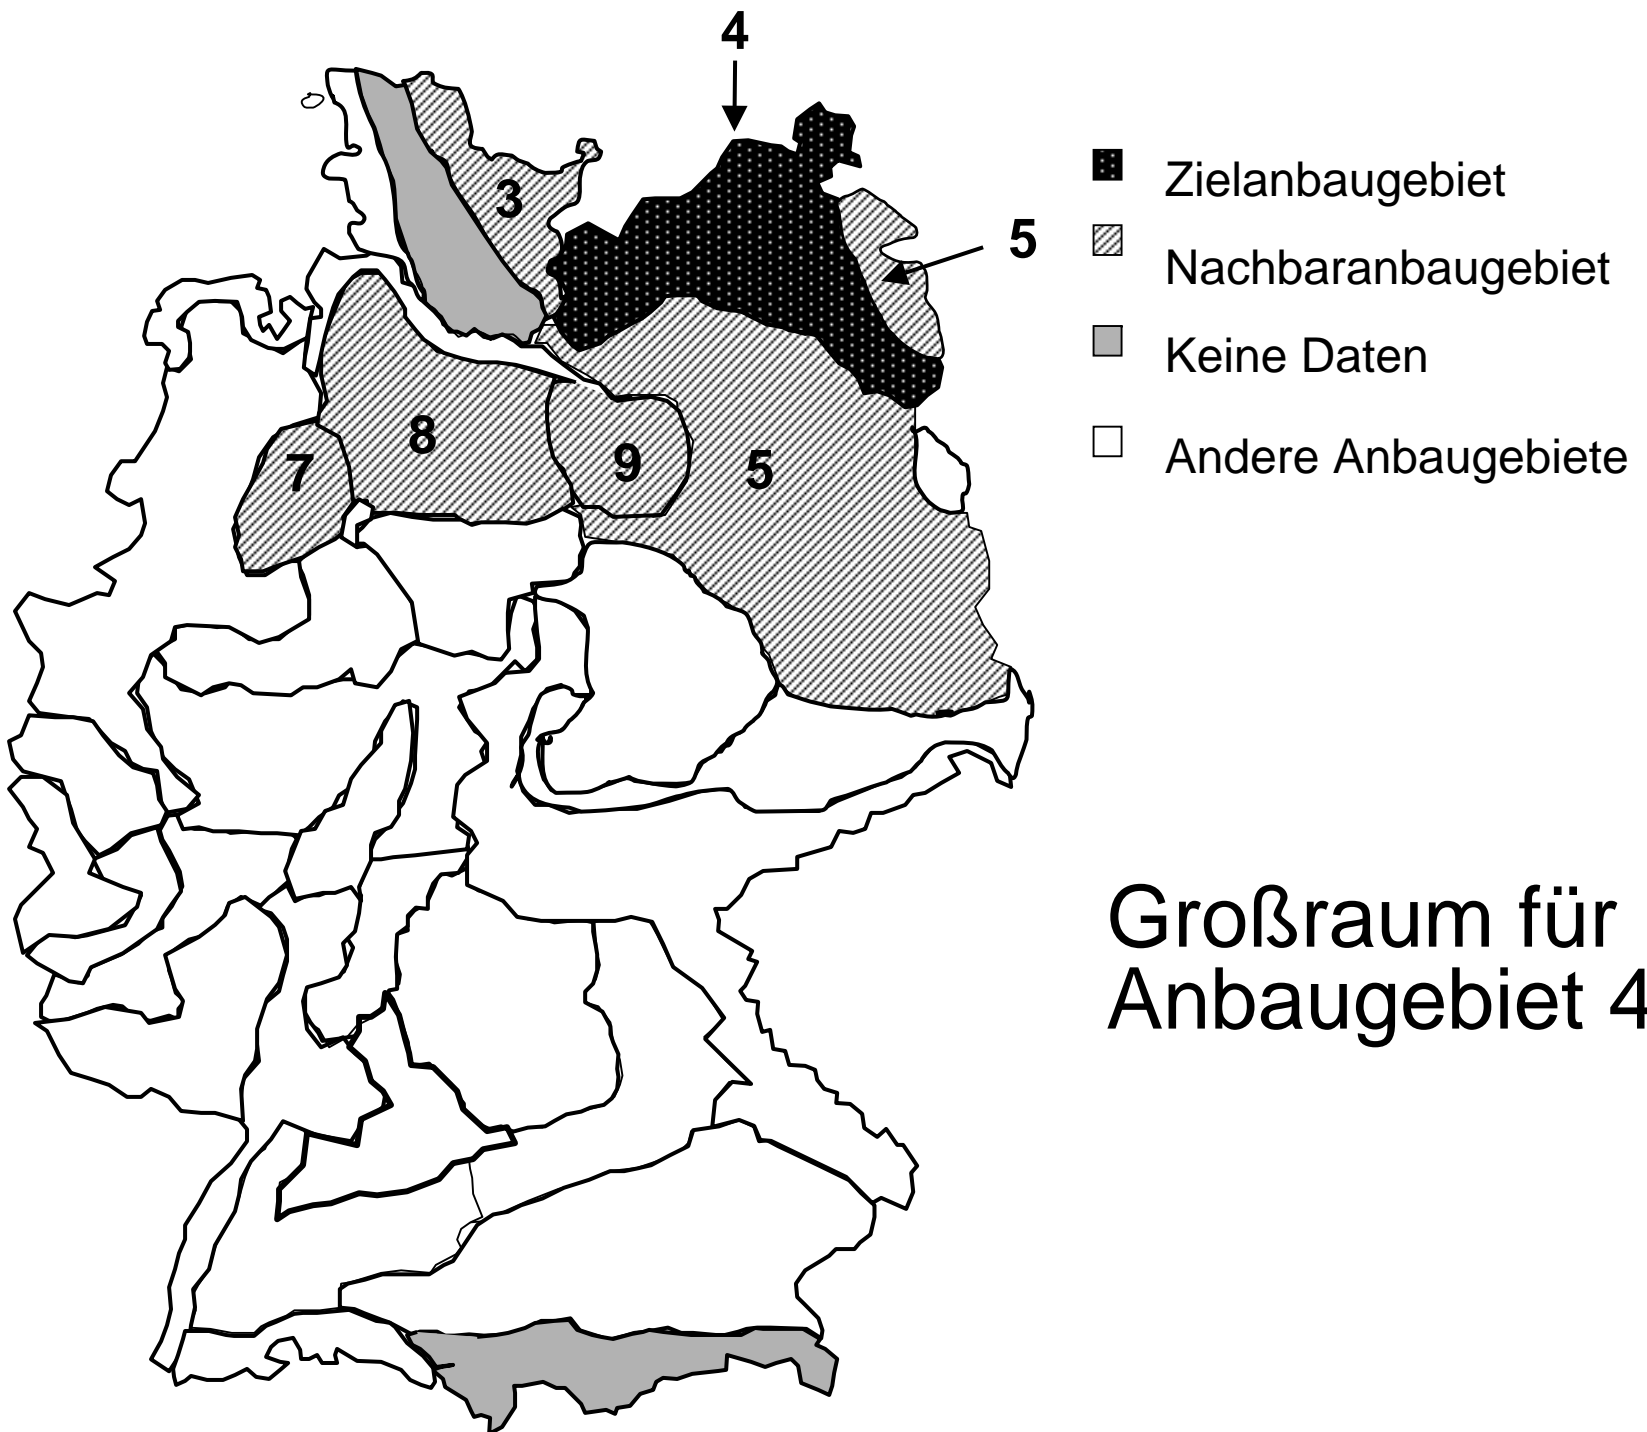 4
3
5
Zielanbaugebiet
Nachbaranbaugebiet
Keine Daten
Andere Anbaugebiete
8
7
9
5
Großraum für
Anbaugebiet 4